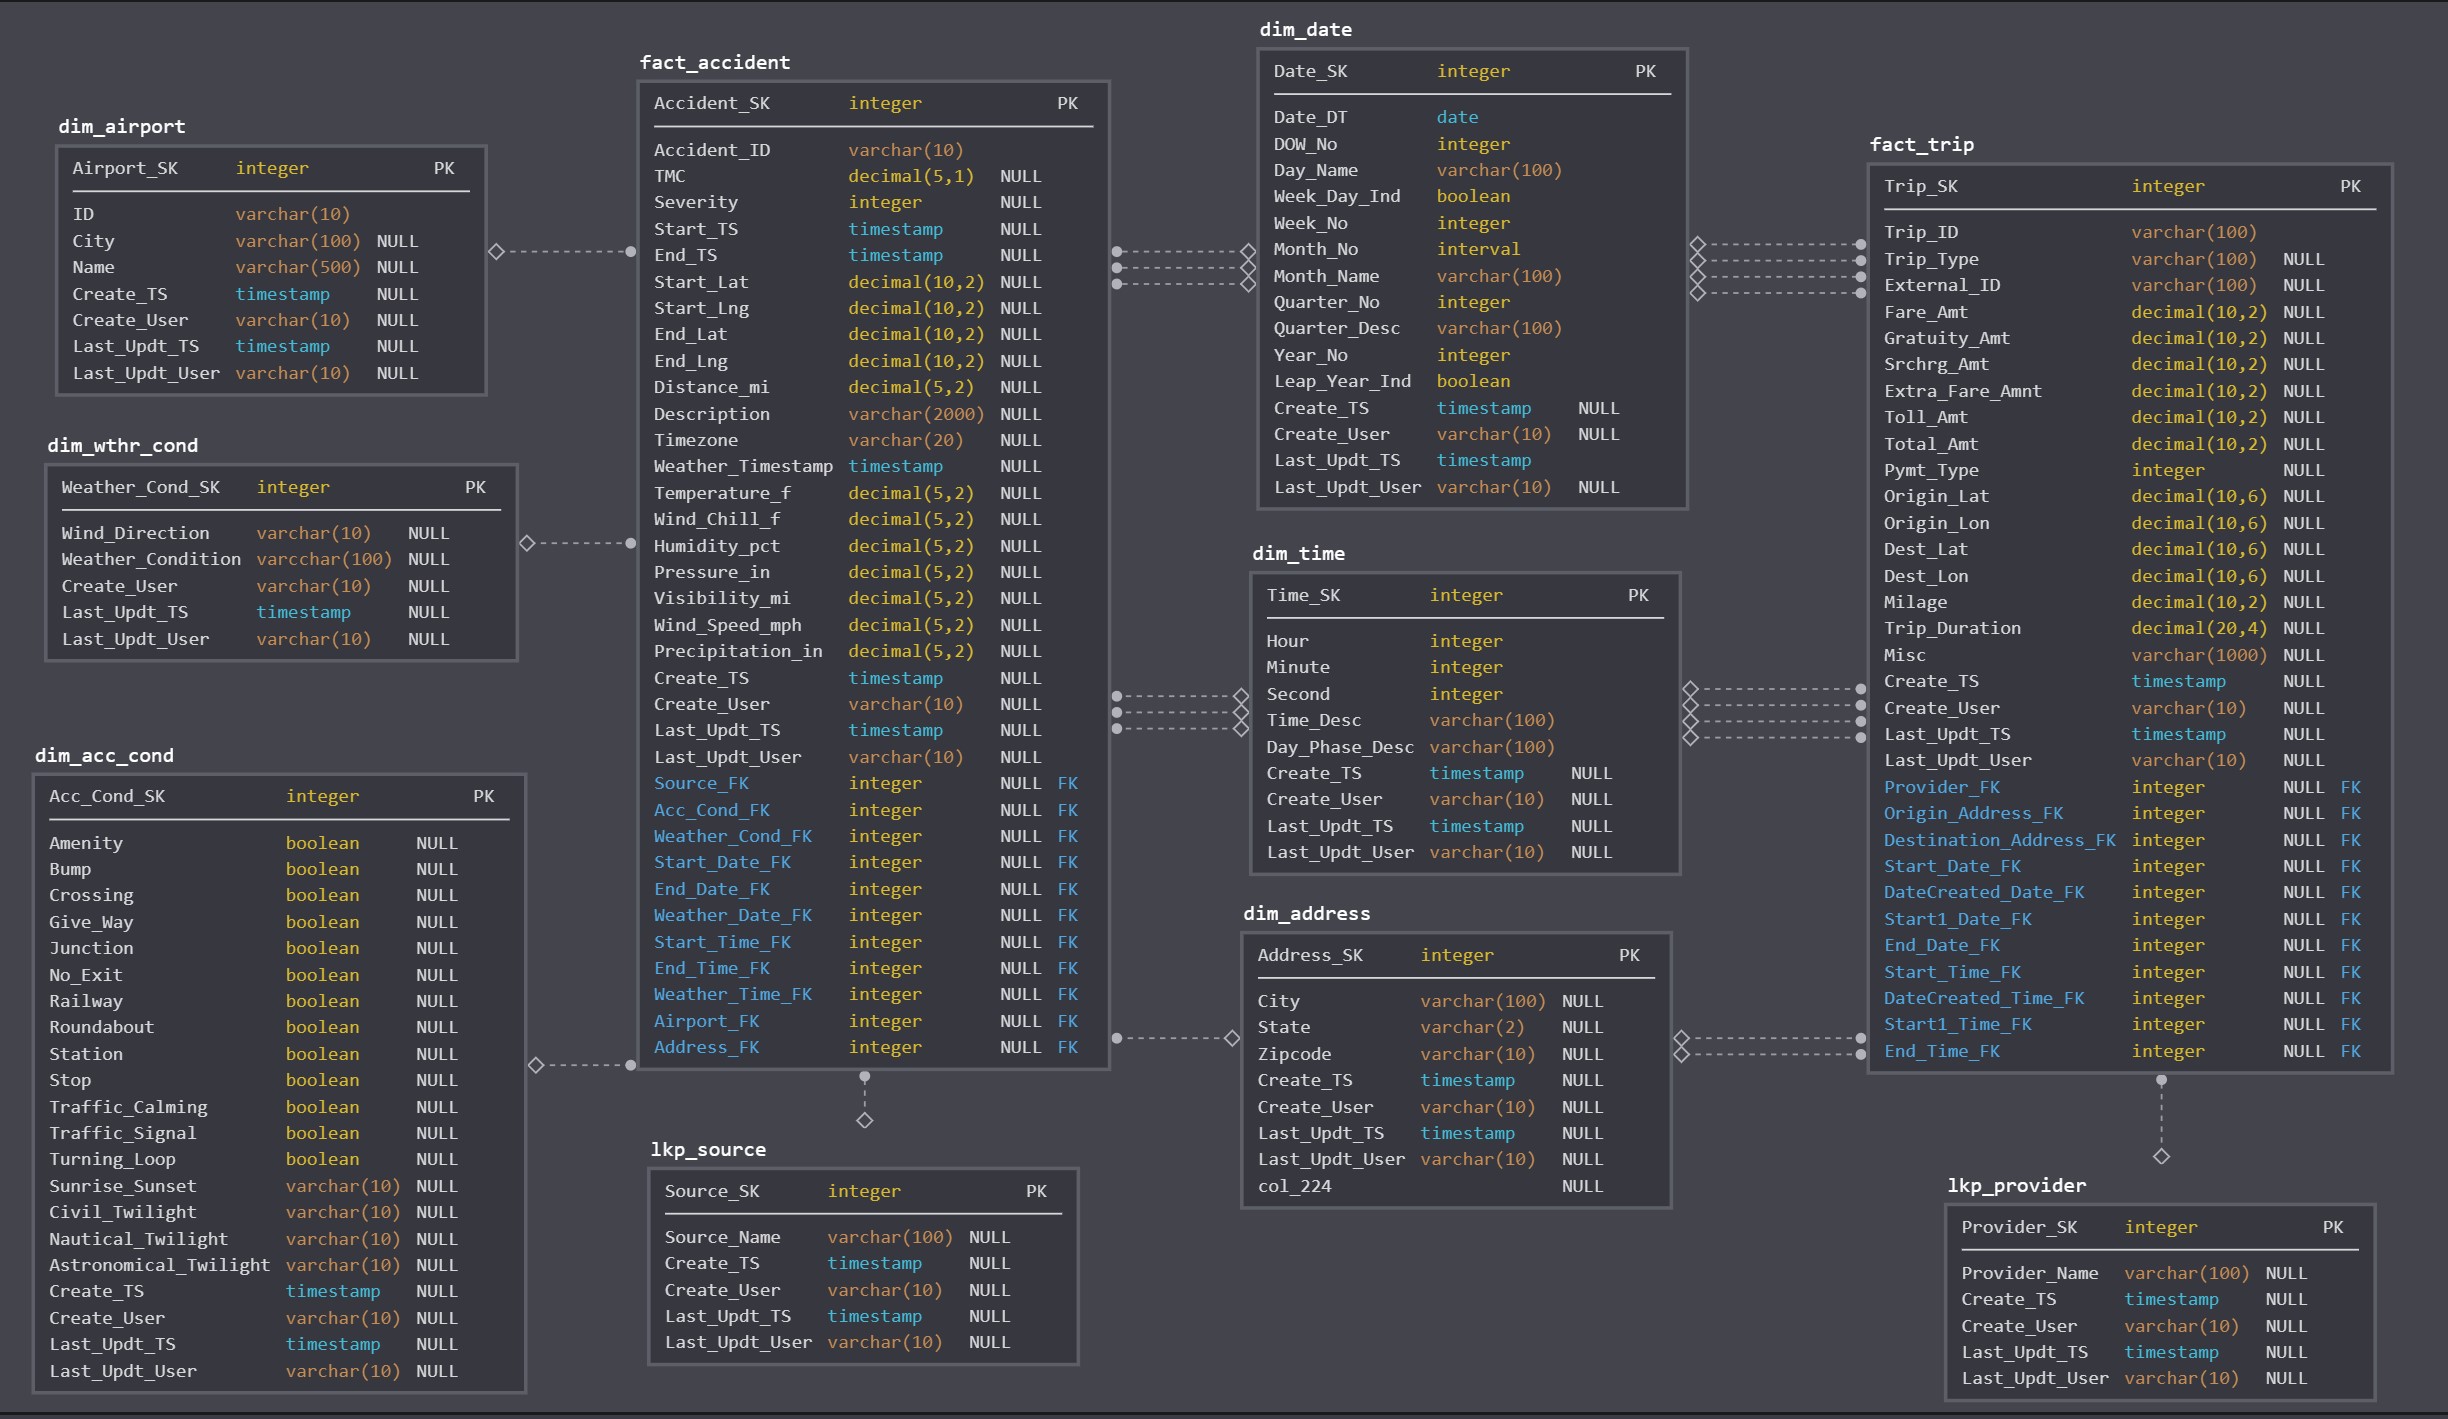 dim_airport
Airport_SK integer PK
ID varchar(10)
City varchar(100) NULL
Name varchar(500) NULL
Create_TS timestamp NULL
Create_User varchar(10) NULL
Last_Updt_TS timestamp NULL
Last_Updt_User varchar(10) NULL
dim_wthr_cond
Weather_Cond_SK integer PK
Wind_Direction varchar(10) NULL
Weather_Condition varcchar(100) NULL
Create_User varchar(10) NULL
Last_Updt_TS timestamp NULL
Last_Updt_User varchar(10) NULL
dim_acc_cond
Acc_Cond_SK integer PK
Amenity boolean NULL
Bump boolean NULL
Crossing boolean NULL
Give_Way boolean NULL
Junction boolean NULL
No_Exit boolean NULL
Railway boolean NULL
Roundabout boolean NULL
Station boolean NULL
Stop boolean NULL
Traffic_Calming boolean NULL
Traffic_Signal boolean NULL
Turning_Loop boolean NULL
Sunrise_Sunset varchar(10) NULL
Civil_Twilight varchar(10) NULL
Nautical_Twilight varchar(10) NULL
Astronomical_Twilight varchar(10) NULL
Create_TS timestamp NULL
Create_User varchar(10) NULL
Last_Updt_TS timestamp NULL
Last_Updt_User varchar(10) NULL
fact_accident
Accident_SK integer PK
Accident_ID varchar(10)
TMC decimal(5,1) NULL
Severity integer NULL
Start_TS timestamp NULL
End_TS timestamp NULL
Start_Lat decimal(10,2) NULL
Start_Lng decimal(10,2) NULL
End_Lat decimal(10,2) NULL
End_Lng decimal(10,2) NULL
Distance_mi decimal(5,2) NULL
Description varchar(2000) NULL
Timezone varchar(20) NULL
Weather_Timestamp timestamp NULL
Temperature_f decimal(5,2) NULL
Wind_Chill_f decimal(5,2) NULL
Humidity_pct decimal(5,2) NULL
Pressure_in decimal(5,2) NULL
Visibility_mi decimal(5,2) NULL
Wind_Speed_mph decimal(5,2) NULL
Precipitation_in decimal(5,2) NULL
Create_TS timestamp NULL
Create_User varchar(10) NULL
Last_Updt_TS timestamp NULL
Last_Updt_User varchar(10) NULL
Source_FK integer NULL FK
Acc_Cond_FK integer NULL FK
Weather_Cond_FK integer NULL FK
Start_Date_FK integer NULL FK
End_Date_FK integer NULL FK
Weather_Date_FK integer NULL FK
Start_Time_FK integer NULL FK
End_Time_FK integer NULL FK
Weather_Time_FK integer NULL FK
Airport_FK integer NULL FK
Address_FK integer NULL FK
lkp_source
Source_SK integer PK
Source_Name varchar(100) NULL
Create_TS timestamp NULL
Create_User varchar(10) NULL
Last_Updt_TS timestamp NULL
Last_Updt_User varchar(10) NULL
dim_date
Date_SK integer PK
Date_DT date
DOW_No integer
Day_Name varchar(100)
Week_Day_Ind boolean
Week_No integer
Month_No interval
Month_Name varchar(100)
Quarter_No integer
Quarter_Desc varchar(100)
Year_No integer
Leap_Year_Ind boolean
Create_TS timestamp NULL
Create_User varchar(10) NULL
Last_Updt_TS timestamp
Last_Updt_User varchar(10) NULL
dim_time
Time_SK integer PK
Hour integer
Minute integer
Second integer
Time_Desc varchar(100)
Day_Phase_Desc varchar(100)
Create_TS timestamp NULL
Create_User varchar(10) NULL
Last_Updt_TS timestamp NULL
Last_Updt_User varchar(10) NULL
dim_address
Address_SK integer PK
City varchar(100) NULL
State varchar(2) NULL
Zipcode varchar(10) NULL
Create_TS timestamp NULL
Create_User varchar(10) NULL
Last_Updt_TS timestamp NULL
Last_Updt_User varchar(10) NULL
col_224 NULL
fact_trip
Trip_SK integer PK
Trip_ID varchar(100)
Trip_Type varchar(100) NULL
External_ID varchar(100) NULL
Fare_Amt decimal(10,2) NULL
Gratuity_Amt decimal(10,2) NULL
Srchrg_Amt decimal(10,2) NULL
Extra_Fare_Amnt decimal(10,2) NULL
Toll_Amt decimal(10,2) NULL
Total_Amt decimal(10,2) NULL
Pymt_Type integer NULL
Origin_Lat decimal(10,6) NULL
Origin_Lon decimal(10,6) NULL
Dest_Lat decimal(10,6) NULL
Dest_Lon decimal(10,6) NULL
Milage decimal(10,2) NULL
Trip_Duration decimal(20,4) NULL
Misc varchar(1000) NULL
Create_TS timestamp NULL
Create_User varchar(10) NULL
Last_Updt_TS timestamp NULL
Last_Updt_User varchar(10) NULL
Provider_FK integer NULL FK
Origin_Address_FK integer NULL FK
Destination_Address_FK integer NULL FK
Start_Date_FK integer NULL FK
DateCreated_Date_FK integer NULL FK
Start1_Date_FK integer NULL FK
End_Date_FK integer NULL FK
Start_Time_FK integer NULL FK
DateCreated_Time_FK integer NULL FK
Start1_Time_FK integer NULL FK
End_Time_FK integer NULL FK
lkp_provider
Provider_SK integer PK
Provider_Name varchar(100) NULL
Create_TS timestamp NULL
Create_User varchar(10) NULL
Last_Updt_TS timestamp NULL
Last_Updt_User varchar(10) NULL